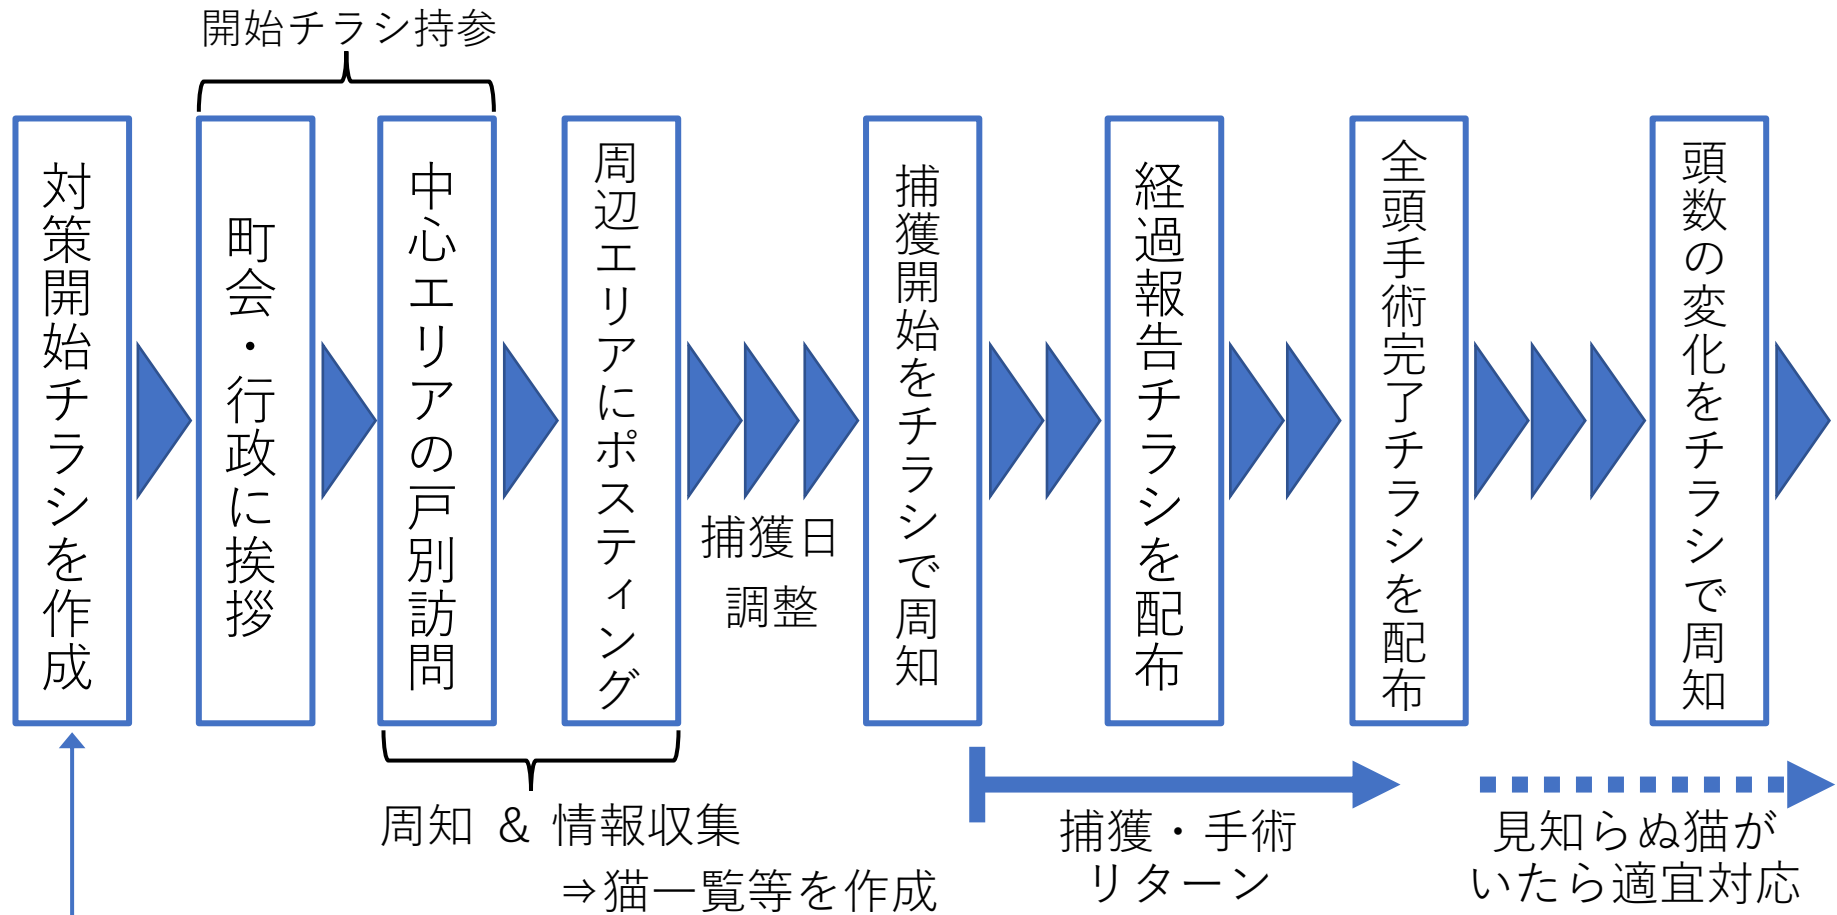 開始チラシ持参
対策開始チラシを作成
町会・行政に挨拶
中心エリアの戸別訪問
周辺エリアにポスティング
捕獲日
調整
捕獲開始をチラシで周知
経過報告チラシを配布
全頭手術完了チラシを配布
頭数の変化をチラシで周知
周知 & 情報収集
⇒猫一覧等を作成
捕獲・手術
リターン
見知らぬ猫が
いたら適宜対応